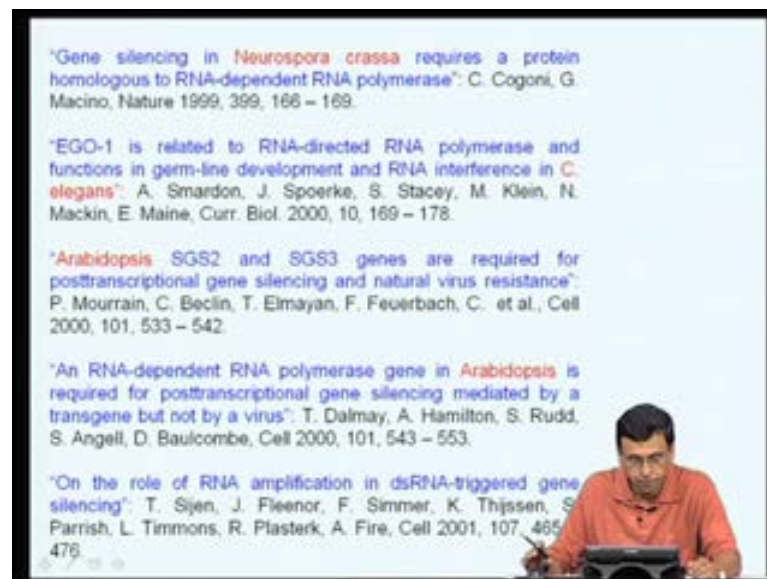 "Gene silencing in Neurospora crassa requires a protein
homologous to RNA-dependent RNA polymerase": C. Cogoni, G.
Macino, Nature 1999, 399, 166 – 169.
"EGO-1 is related to RNA-directed RNA polymerase and
functions in germ-line development and RNA interference in C.
elegans": A. Smardon, J. Spoerke, S. Stacey, M. Klein, N.
Mackin, E. Maine, Curr. Biol. 2000, 10, 169 – 178.
"Arabidopsis SGS2 and SGS3 genes are required for
posttranscriptional gene silencing and natural virus resistance":
P. Mourrain, C. Beclin, T. Elmayan, F. Feuerbach, C. et al., Cell
2000, 101, 533 – 542.
"An RNA-dependent RNA polymerase gene in Arabidopsis is
required for posttranscriptional gene silencing mediated by a
transgene but not by a virus": T. Dalmay, A. Hamilton, S. Rudd,
S. Angell, D. Baulcombe, Cell 2000, 101, 543 – 553.
"On the role of RNA amplification in dsRNA-triggered gene
silencing": T. Sijen, J. Fleenor, F. Simmer, K. Thijssen, S
Parrish, L. Timmons, R. Plasterk, A. Fire, Cell 2001, 107, 465
476.